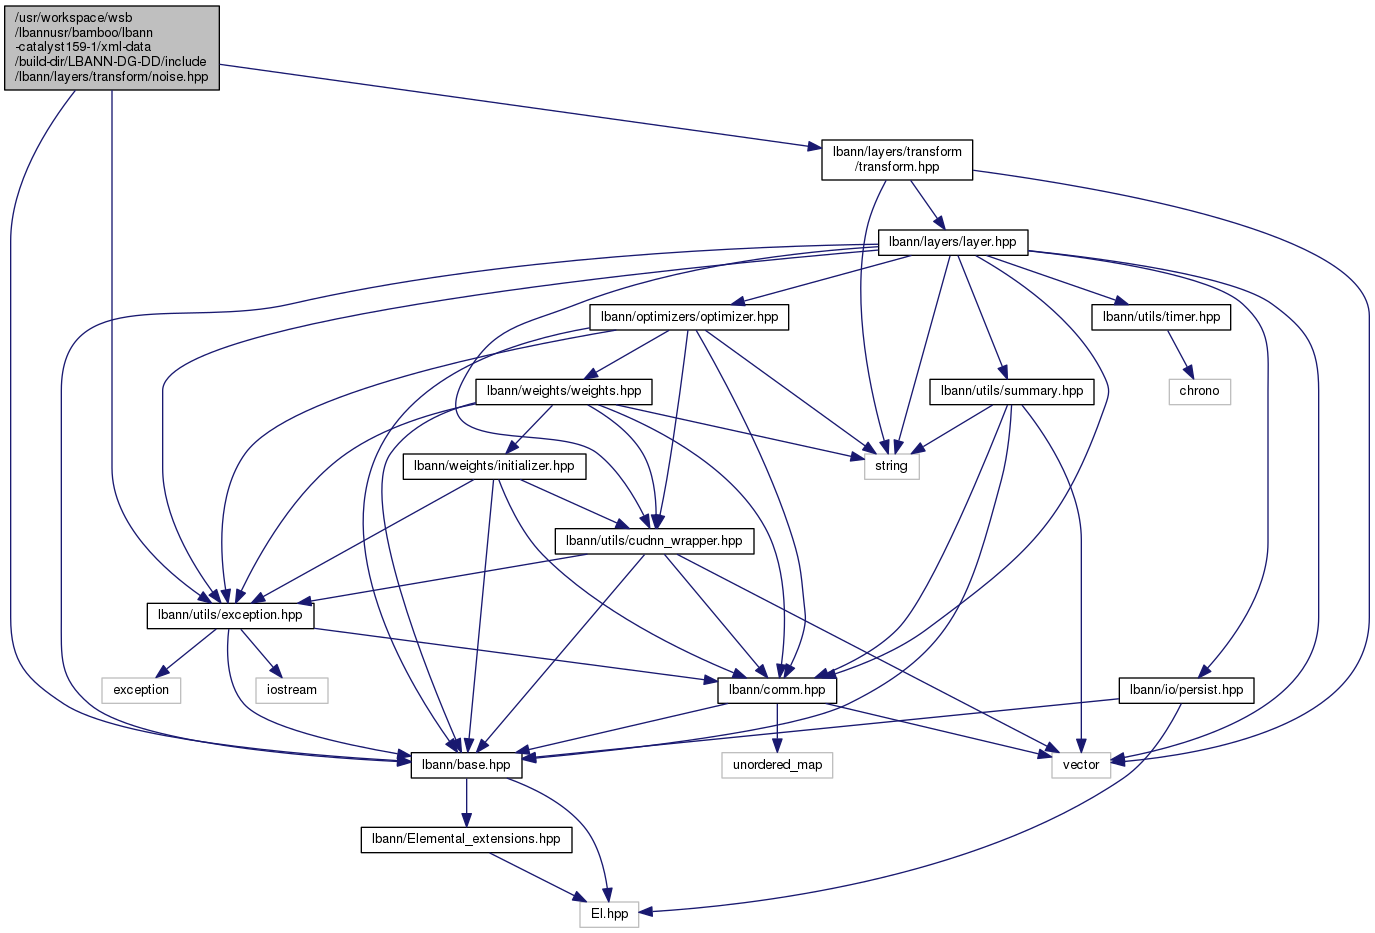 /usr/workspace/wsb
/lbannusr/bamboo/lbann
-catalyst159-1/xml-data
/build-dir/LBANN-DG-DD/include
/lbann/layers/transform/noise.hpp
lbann/layers/transform
/transform.hpp
lbann/layers/layer.hpp
lbann/optimizers/optimizer.hpp
lbann/utils/timer.hpp
lbann/weights/weights.hpp
lbann/utils/summary.hpp
chrono
lbann/weights/initializer.hpp
string
lbann/utils/cudnn_wrapper.hpp
lbann/utils/exception.hpp
exception
iostream
lbann/comm.hpp
lbann/io/persist.hpp
lbann/base.hpp
unordered_map
vector
lbann/Elemental_extensions.hpp
El.hpp